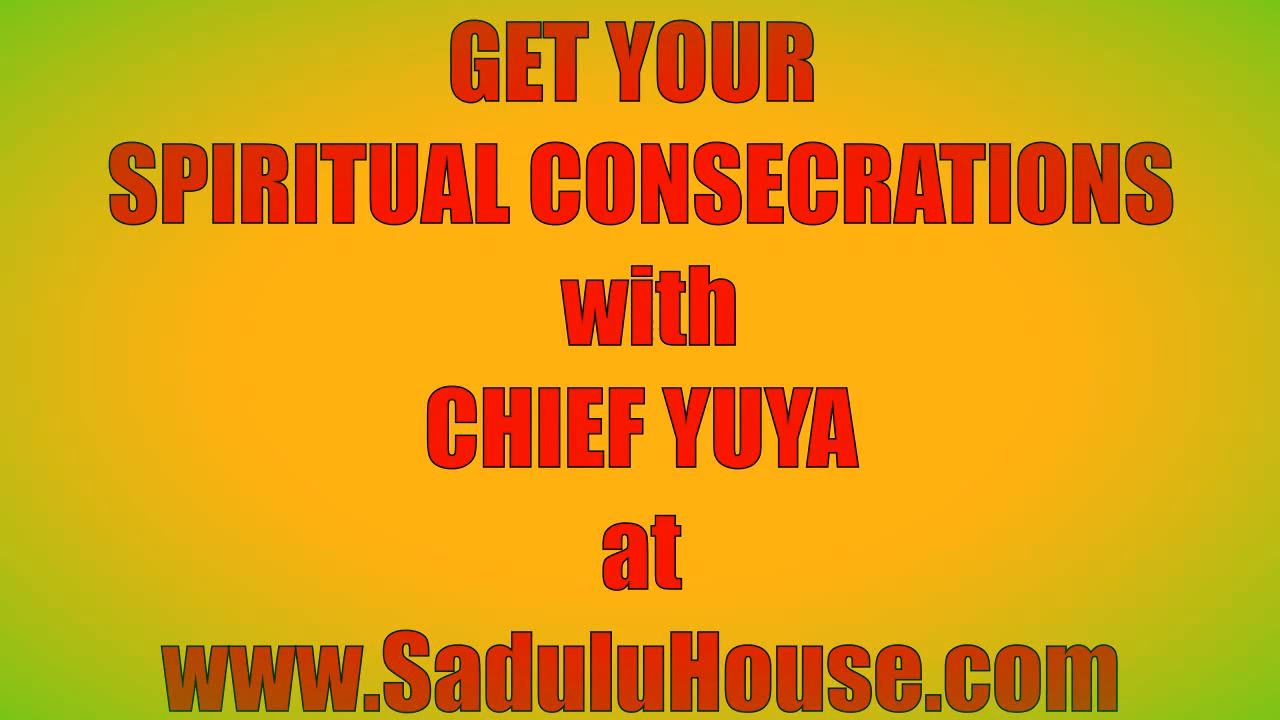 GET YOUR
SPIRITUAL CONSECRATIONS
with
CHIEF YUYA
at
www.SaduluHouse.com